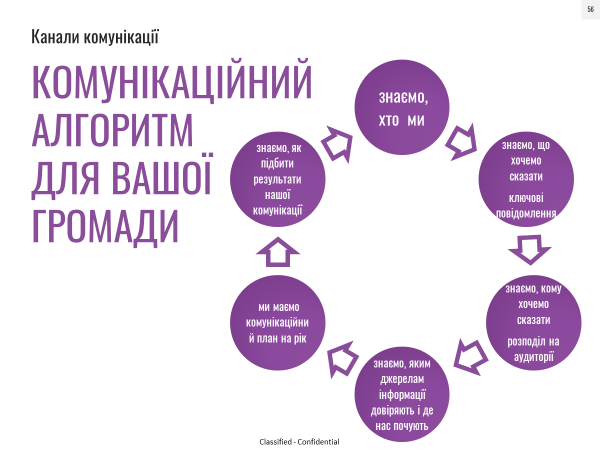 56
Канали комунікації
КОМУНІКАЦІЙНИЙ
АЛГОРИТМ
ДЛЯ ВАШОЇ
ГРОМАДИ
знаємо,
хто ми
знаємо, що
хочемо
сказати
ключові
повідомлення
знаємо, кому
хочемо
сказати
розподіл на
аудиторії
знаємо, яким
джерелам
інформації
довіряють і де
нас почують
ми маємо
комунікаційни
й план на рік
знаємо, як
підбити
результати
нашої
комунікації
Classified - Confidential